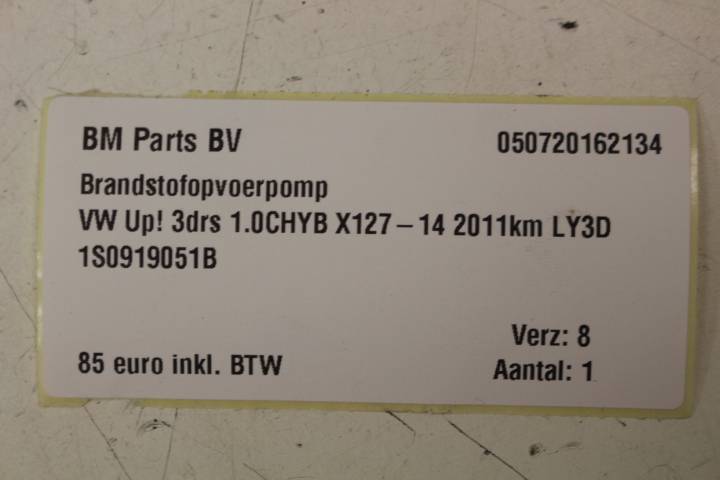 BM Parts BV 050720162134
Brandstofopvoerpomp
VW Up! 3drs 1.0CHYB X127-14 2011km LY3D
1S0919051B
Verz: 8
85 euro inkl. BTW Aantal: 1